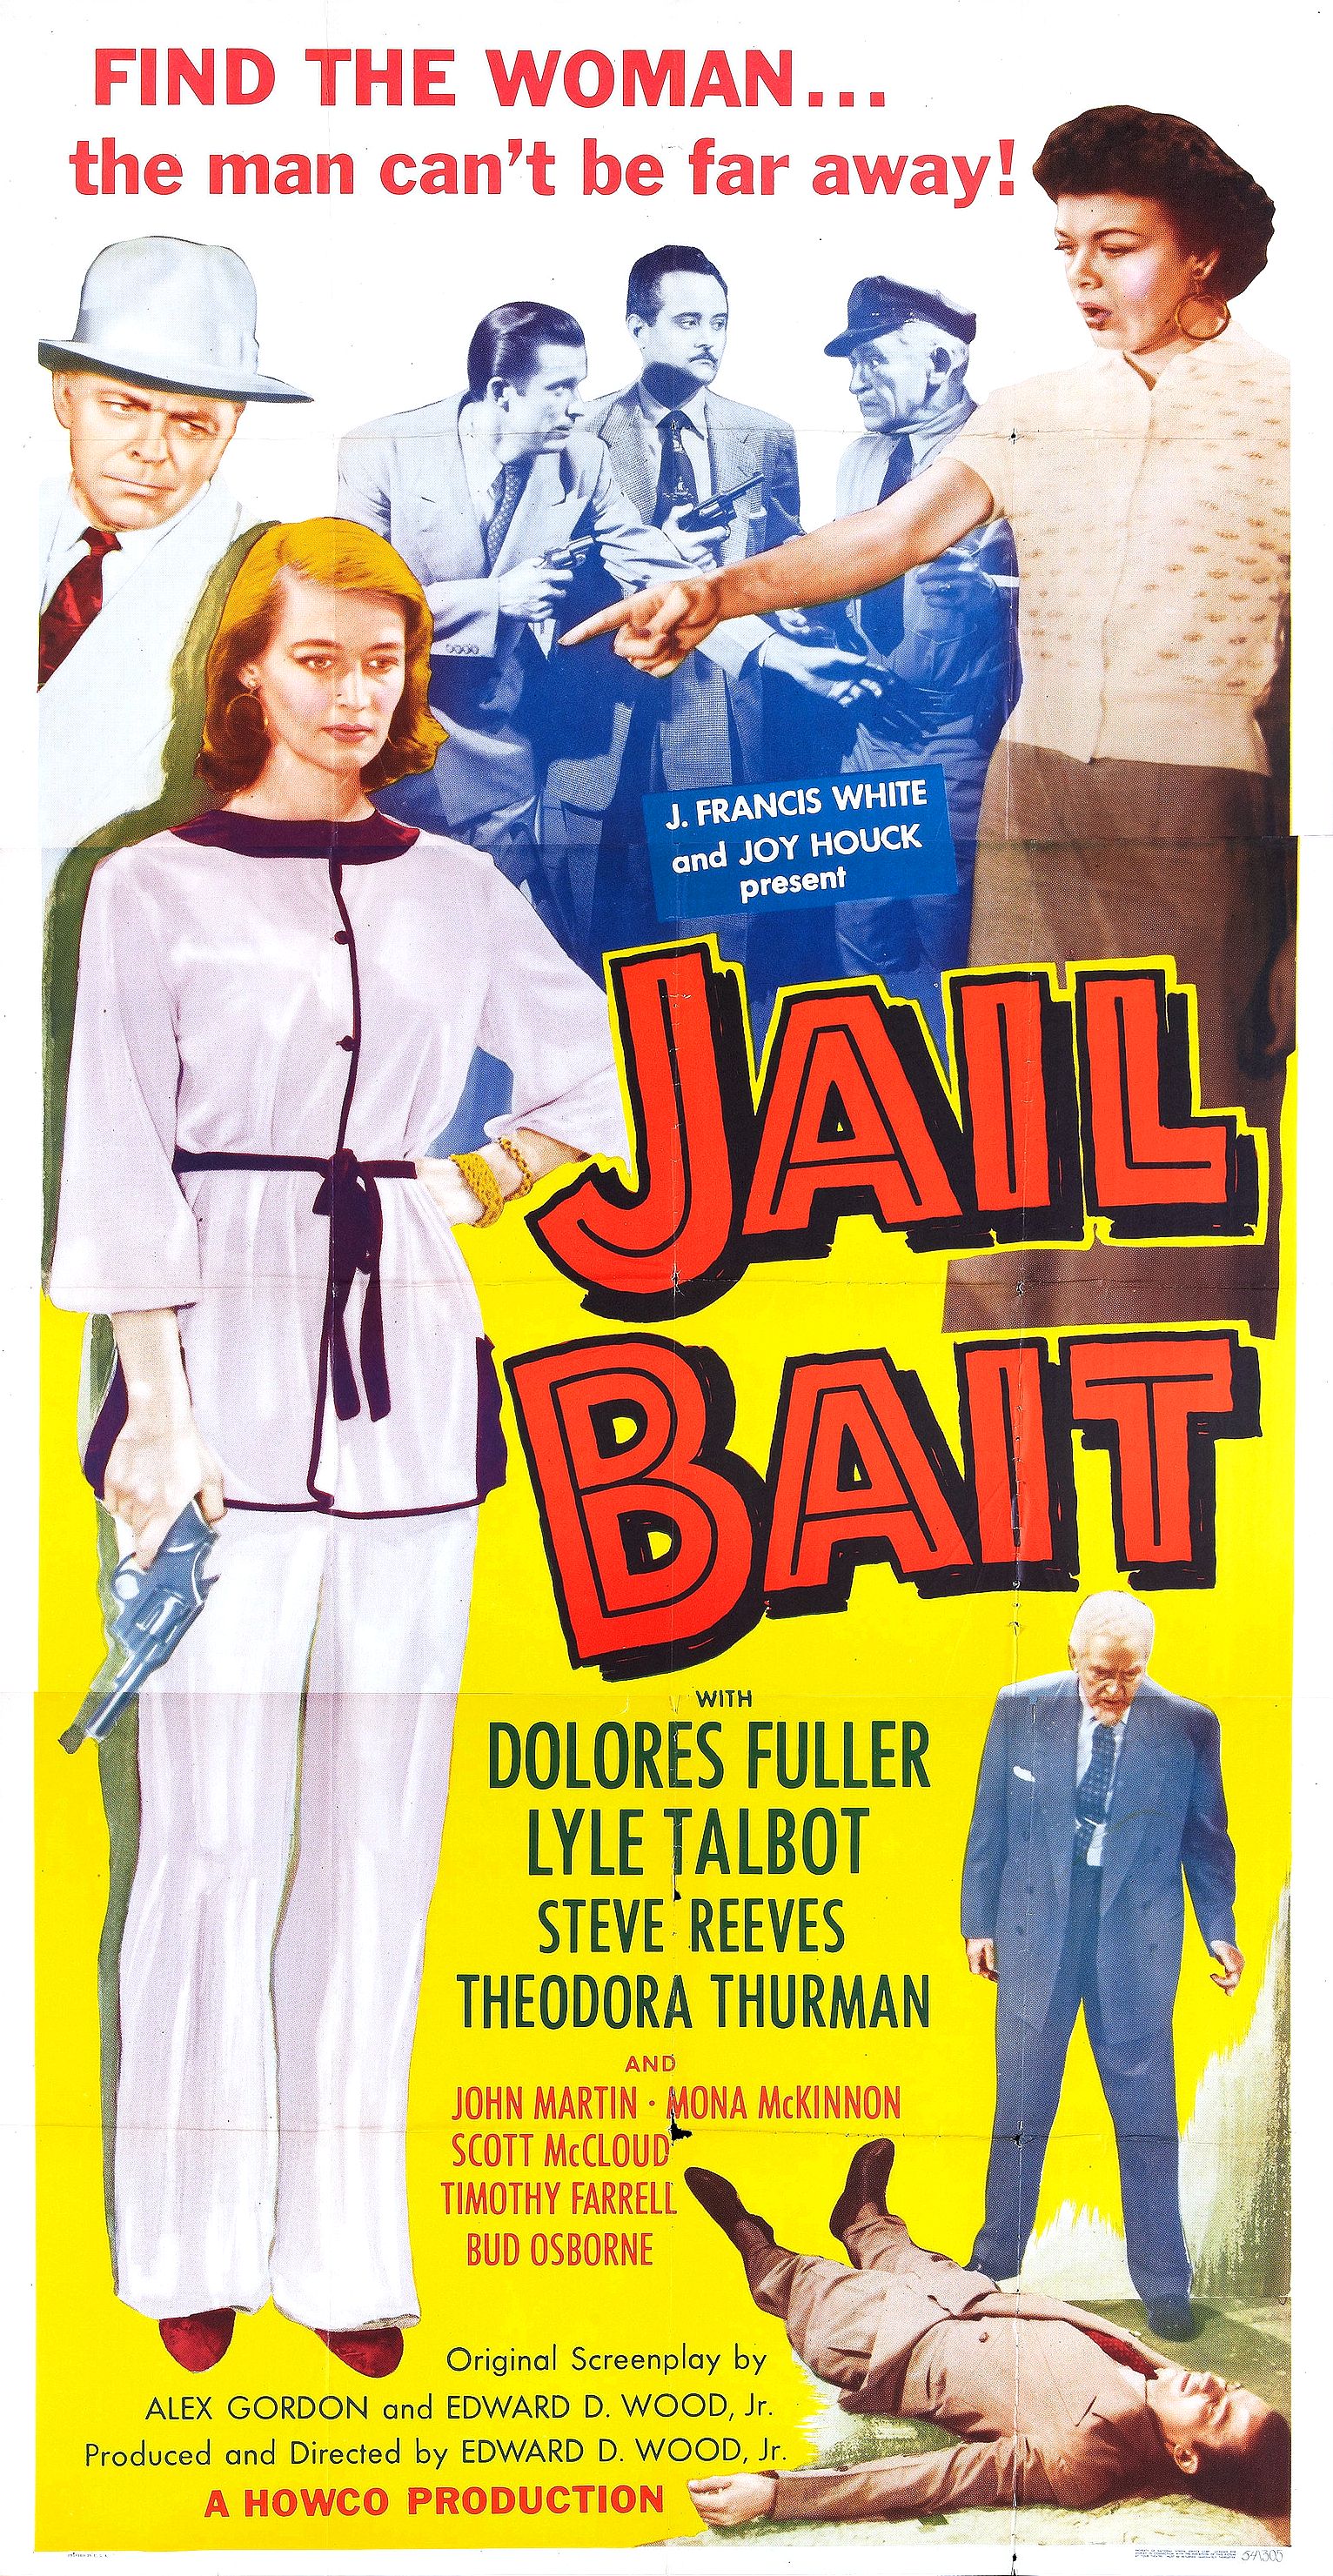 FIND THE WOMAN...
the man can't be far away!
J. FRANCIS WHITE
and JOY HOUCK
present
JAIL
BAIT
WITH
DOLORES FULLER
LYLE TALBOT
STEVE REEVES
THEODORA THURMAN
AND
JOHN MARTIN · MONA McKINNON
SCOTT McCLOUD
TIMOTHY FARRELL
BUD OSBORNE
Original Screenplay by
ALEX GORDON and EDWARD D. WOOD, Jr.
Produced and Directed by EDWARD D. WOOD, Jr.
A HOWCO PRODUCTION
54/305